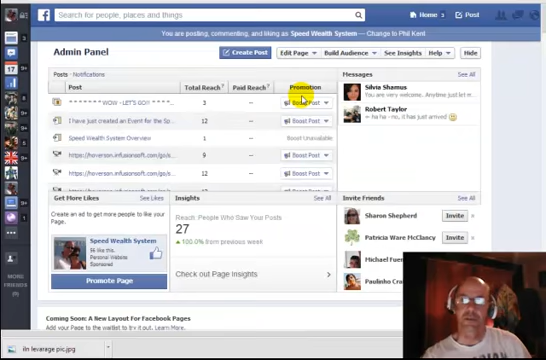 Search for people, places and things
Home 3
Post
You are posting, commenting, and liking as Speed Wealth System — Change to Phil Kent
Admin Panel
Create Post
Edit Page
Build Audience
See Insights
Help
Hide
Posts · Notifications
Post
Total Reach?
Paid Reach?
Promotion
* * * * * * * WOW - LET'S GO!! * * * *...
3
--
Boost Post
I have just created an Event for the Sp...
12
--
Boost Post
Speed Wealth System Overview
1
--
Boost Unavailable
https://hoverson.infusionsoft.com/go/s...
9
--
Boost Post
https://hoverson.infusionsoft.com/go/s...
12
--
Boost Post
12
Messages
See All
Silvia Shamus
You are very welcome. Anytime just let m...
Robert Taylor
ha ha - no, it has just arrived
Get More Likes
See Likes
Create an ad to get more people to like your
Page.
Speed Wealth System
Personal Website
Sponsored
Promote Page
Insights
See All
Reach: People Who Saw Your Posts
27
100.0% from previous week
Check out Page Insights
Invite Friends
See All
Sharon Shepherd
Invite
Patricia Ware McClancy
Invite
Michael Fue
Paulinho Cra
17
MORE
FRIENDS
Coming Soon: A New Layout For Facebook Pages
Add your Page to the waitlist to try it out. Learn More.
iln levarage pic.jpg